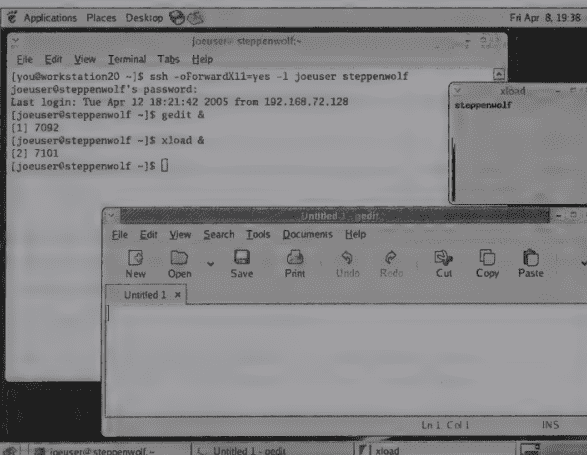 Applications Places Desktop Fri Apr 8, 19:38
joeuser@steppenwolf:~
File Edit View Terminal Tabs Help
[you@workstation20 ~]$ ssh -oForwardX11=yes -l joeuser steppenwolf
joeuser@steppenwolf's password:
Last login: Tue Apr 12 18:21:42 2005 from 192.168.72.128
[joeuser@steppenwolf ~]$ gedit &
[1] 7092
[joeuser@steppenwolf ~]$ xload &
[2] 7101
[joeuser@steppenwolf ~]$
xload
steppenwolf
Untitled 1 - gedit
File Edit View Search Tools Documents Help
New Open Save Print Undo Redo Cut Copy Paste
Untitled 1 ×
Ln 1, Col 1 INS
joeuser@steppenwolf:~ Untitled 1 - gedit xload